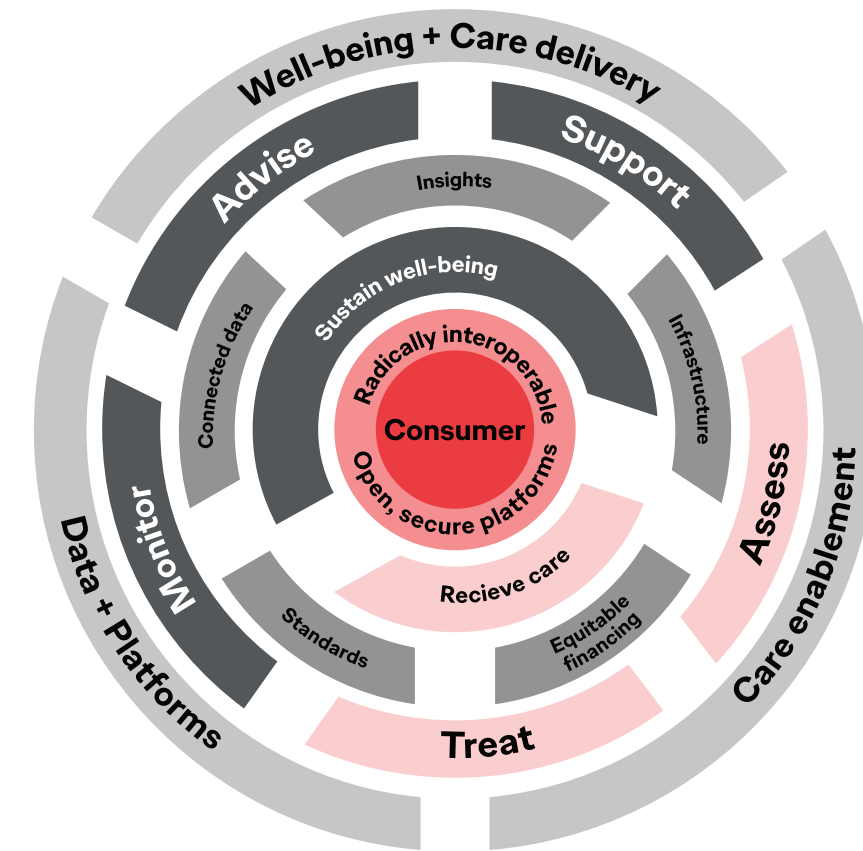 Well-being + Care delivery
Advise
Support
Insights
Sustain well-being
Connected data
Infrastructure
Radically interoperable
Consumer
Open, secure platforms
Monitor
Assess
Data + Platforms
Care enablement
Recieve care
Standards
Equitable
financing
Treat